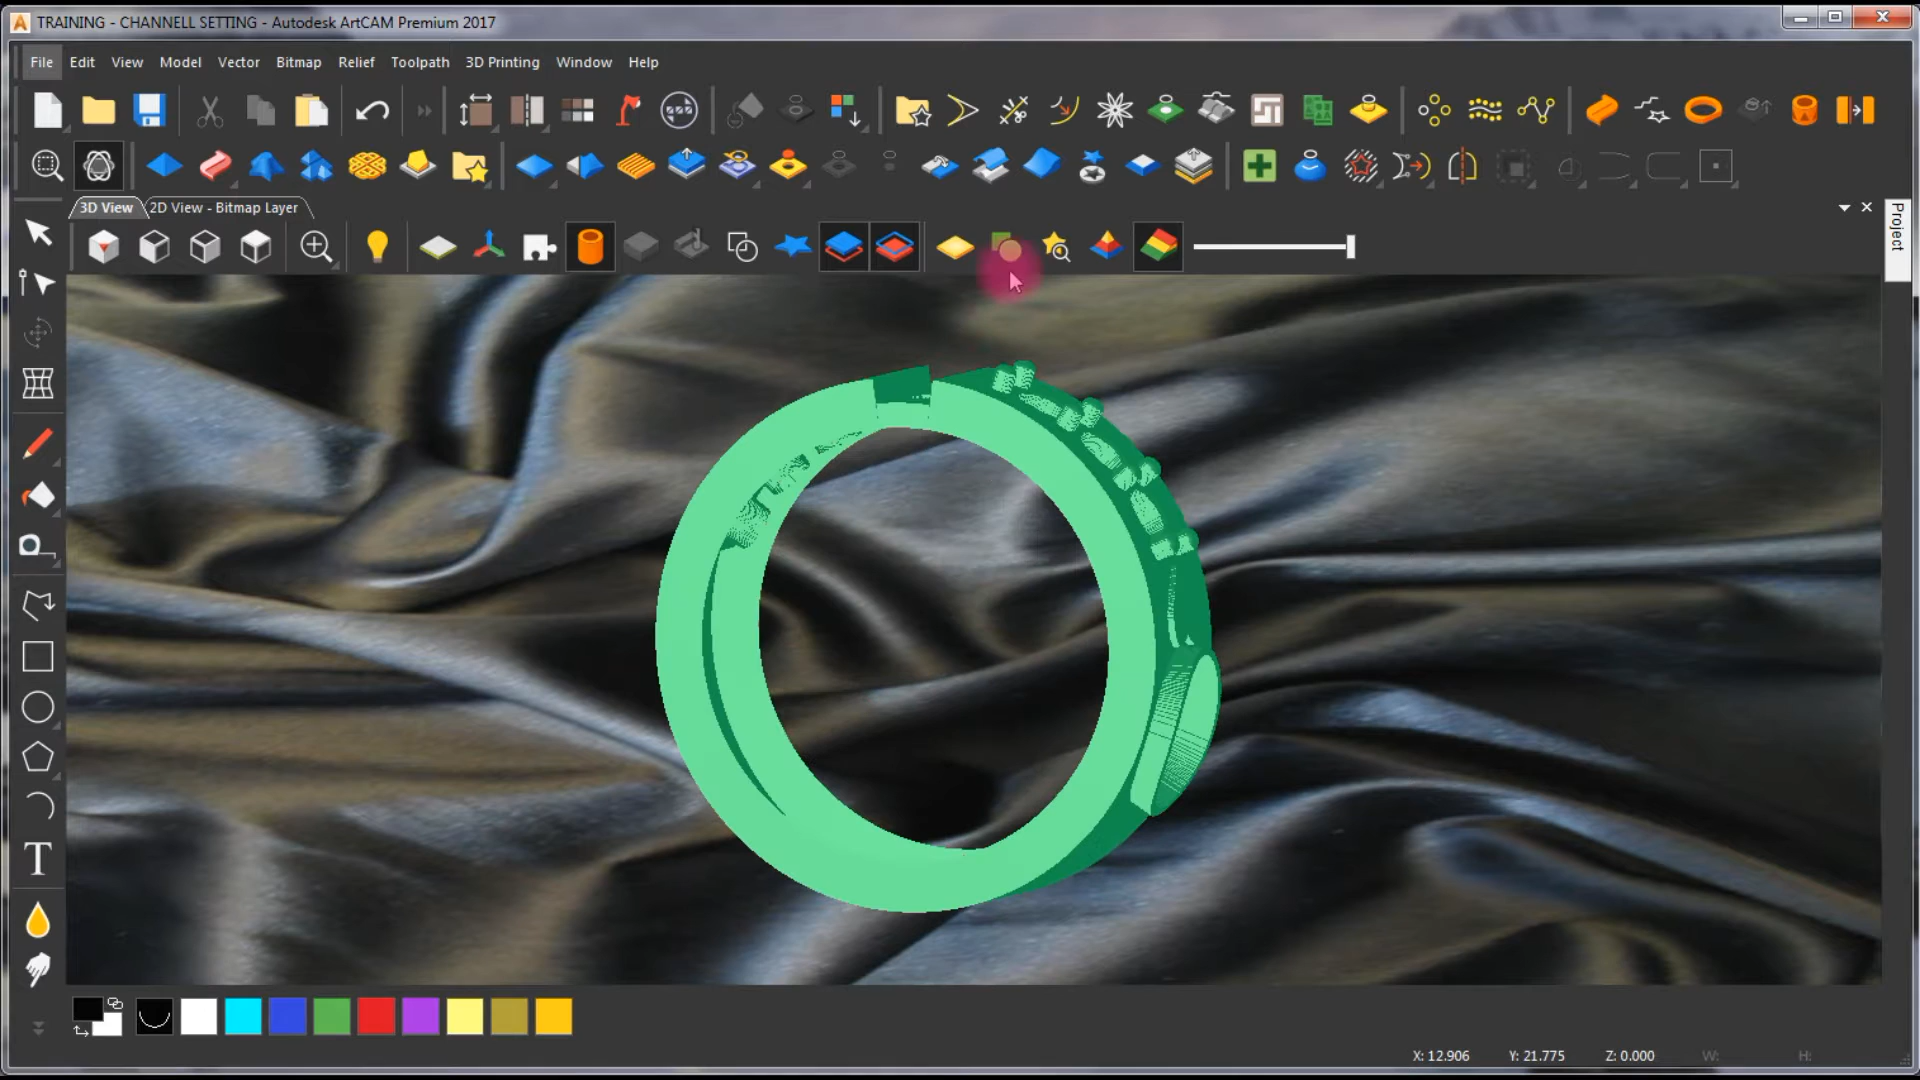 TRAINING - CHANNELL SETTING - Autodesk ArtCAM Premium 2017
File Edit View Model Vector Bitmap Relief Toolpath 3D Printing Window Help
3D View 2D View - Bitmap Layer
Project
T
X: 12.906 Y: 21.775 Z: 0.000 W: H: